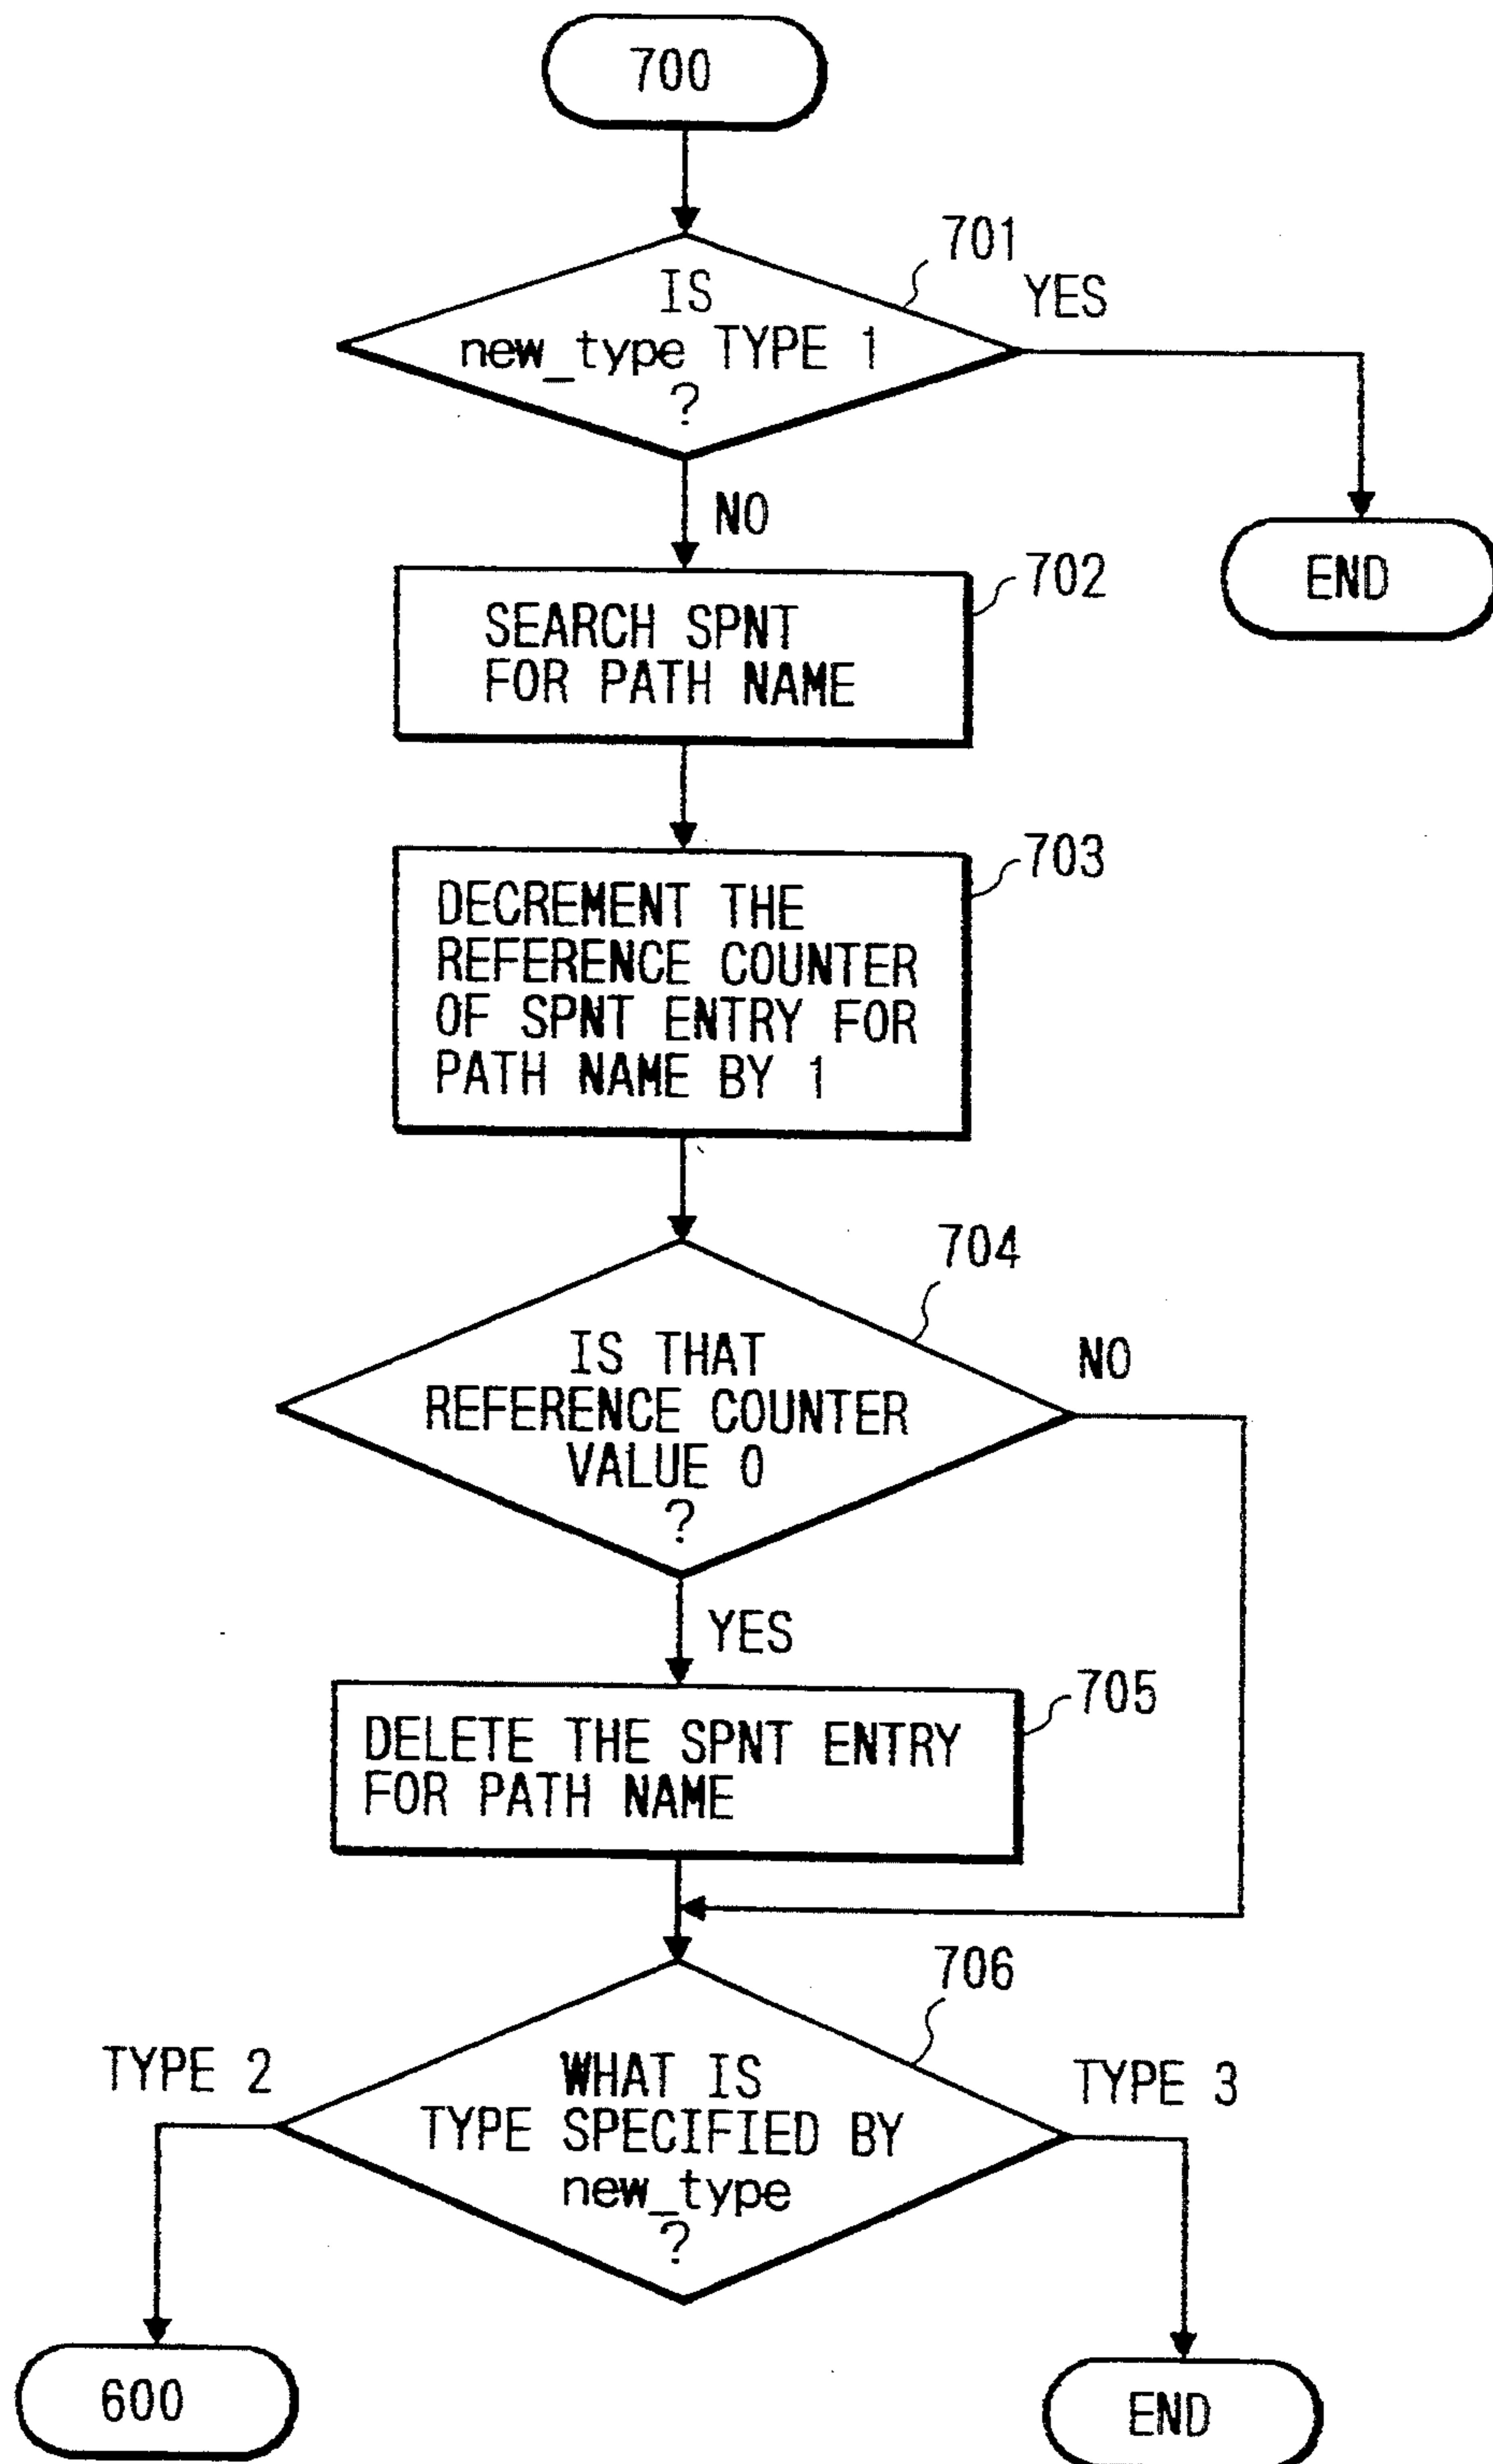 700
701
YES
IS
new_type TYPE 1
?
NO
END
702
SEARCH SPNT
FOR PATH NAME
703
DECREMENT THE
REFERENCE COUNTER
OF SPNT ENTRY FOR
PATH NAME BY 1
704
NO
IS THAT
REFERENCE COUNTER
VALUE 0
?
YES
705
DELETE THE SPNT ENTRY
FOR PATH NAME
706
TYPE 2
TYPE 3
WHAT IS
TYPE SPECIFIED BY
new_type
?
600
END